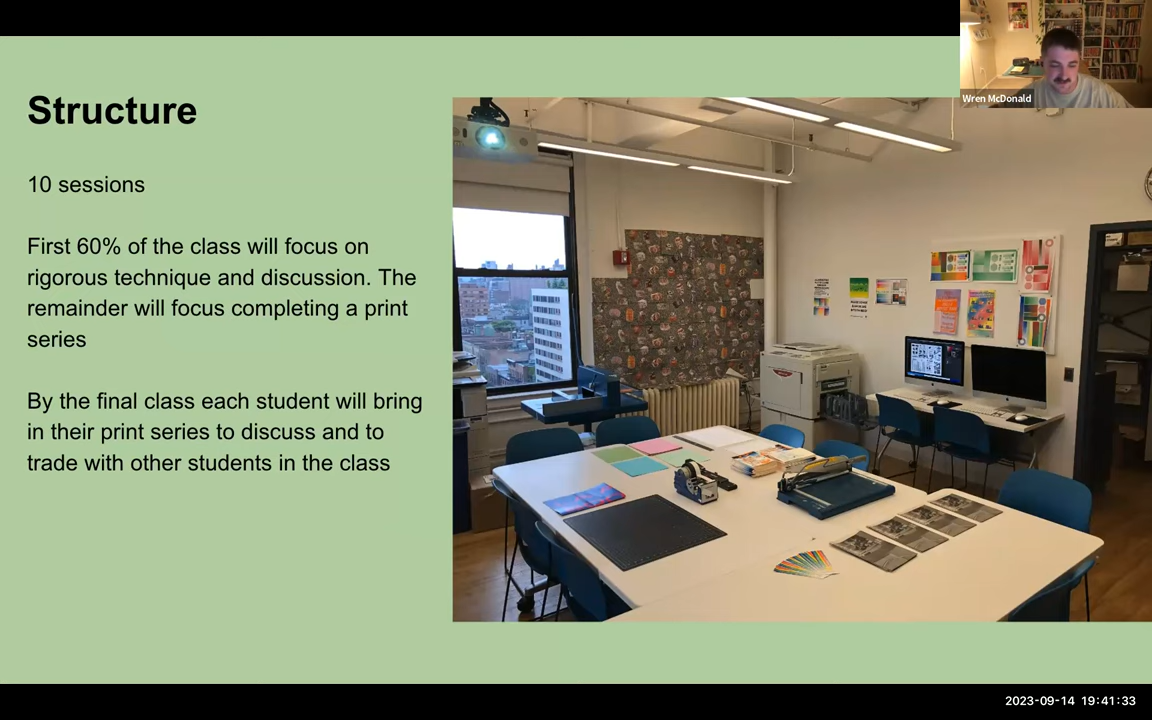 Structure
10 sessions
First 60% of the class will focus on
rigorous technique and discussion. The
remainder will focus completing a print
series
By the final class each student will bring
in their print series to discuss and to
trade with other students in the class
Wren McDonald
2023-09-14 19:41:33